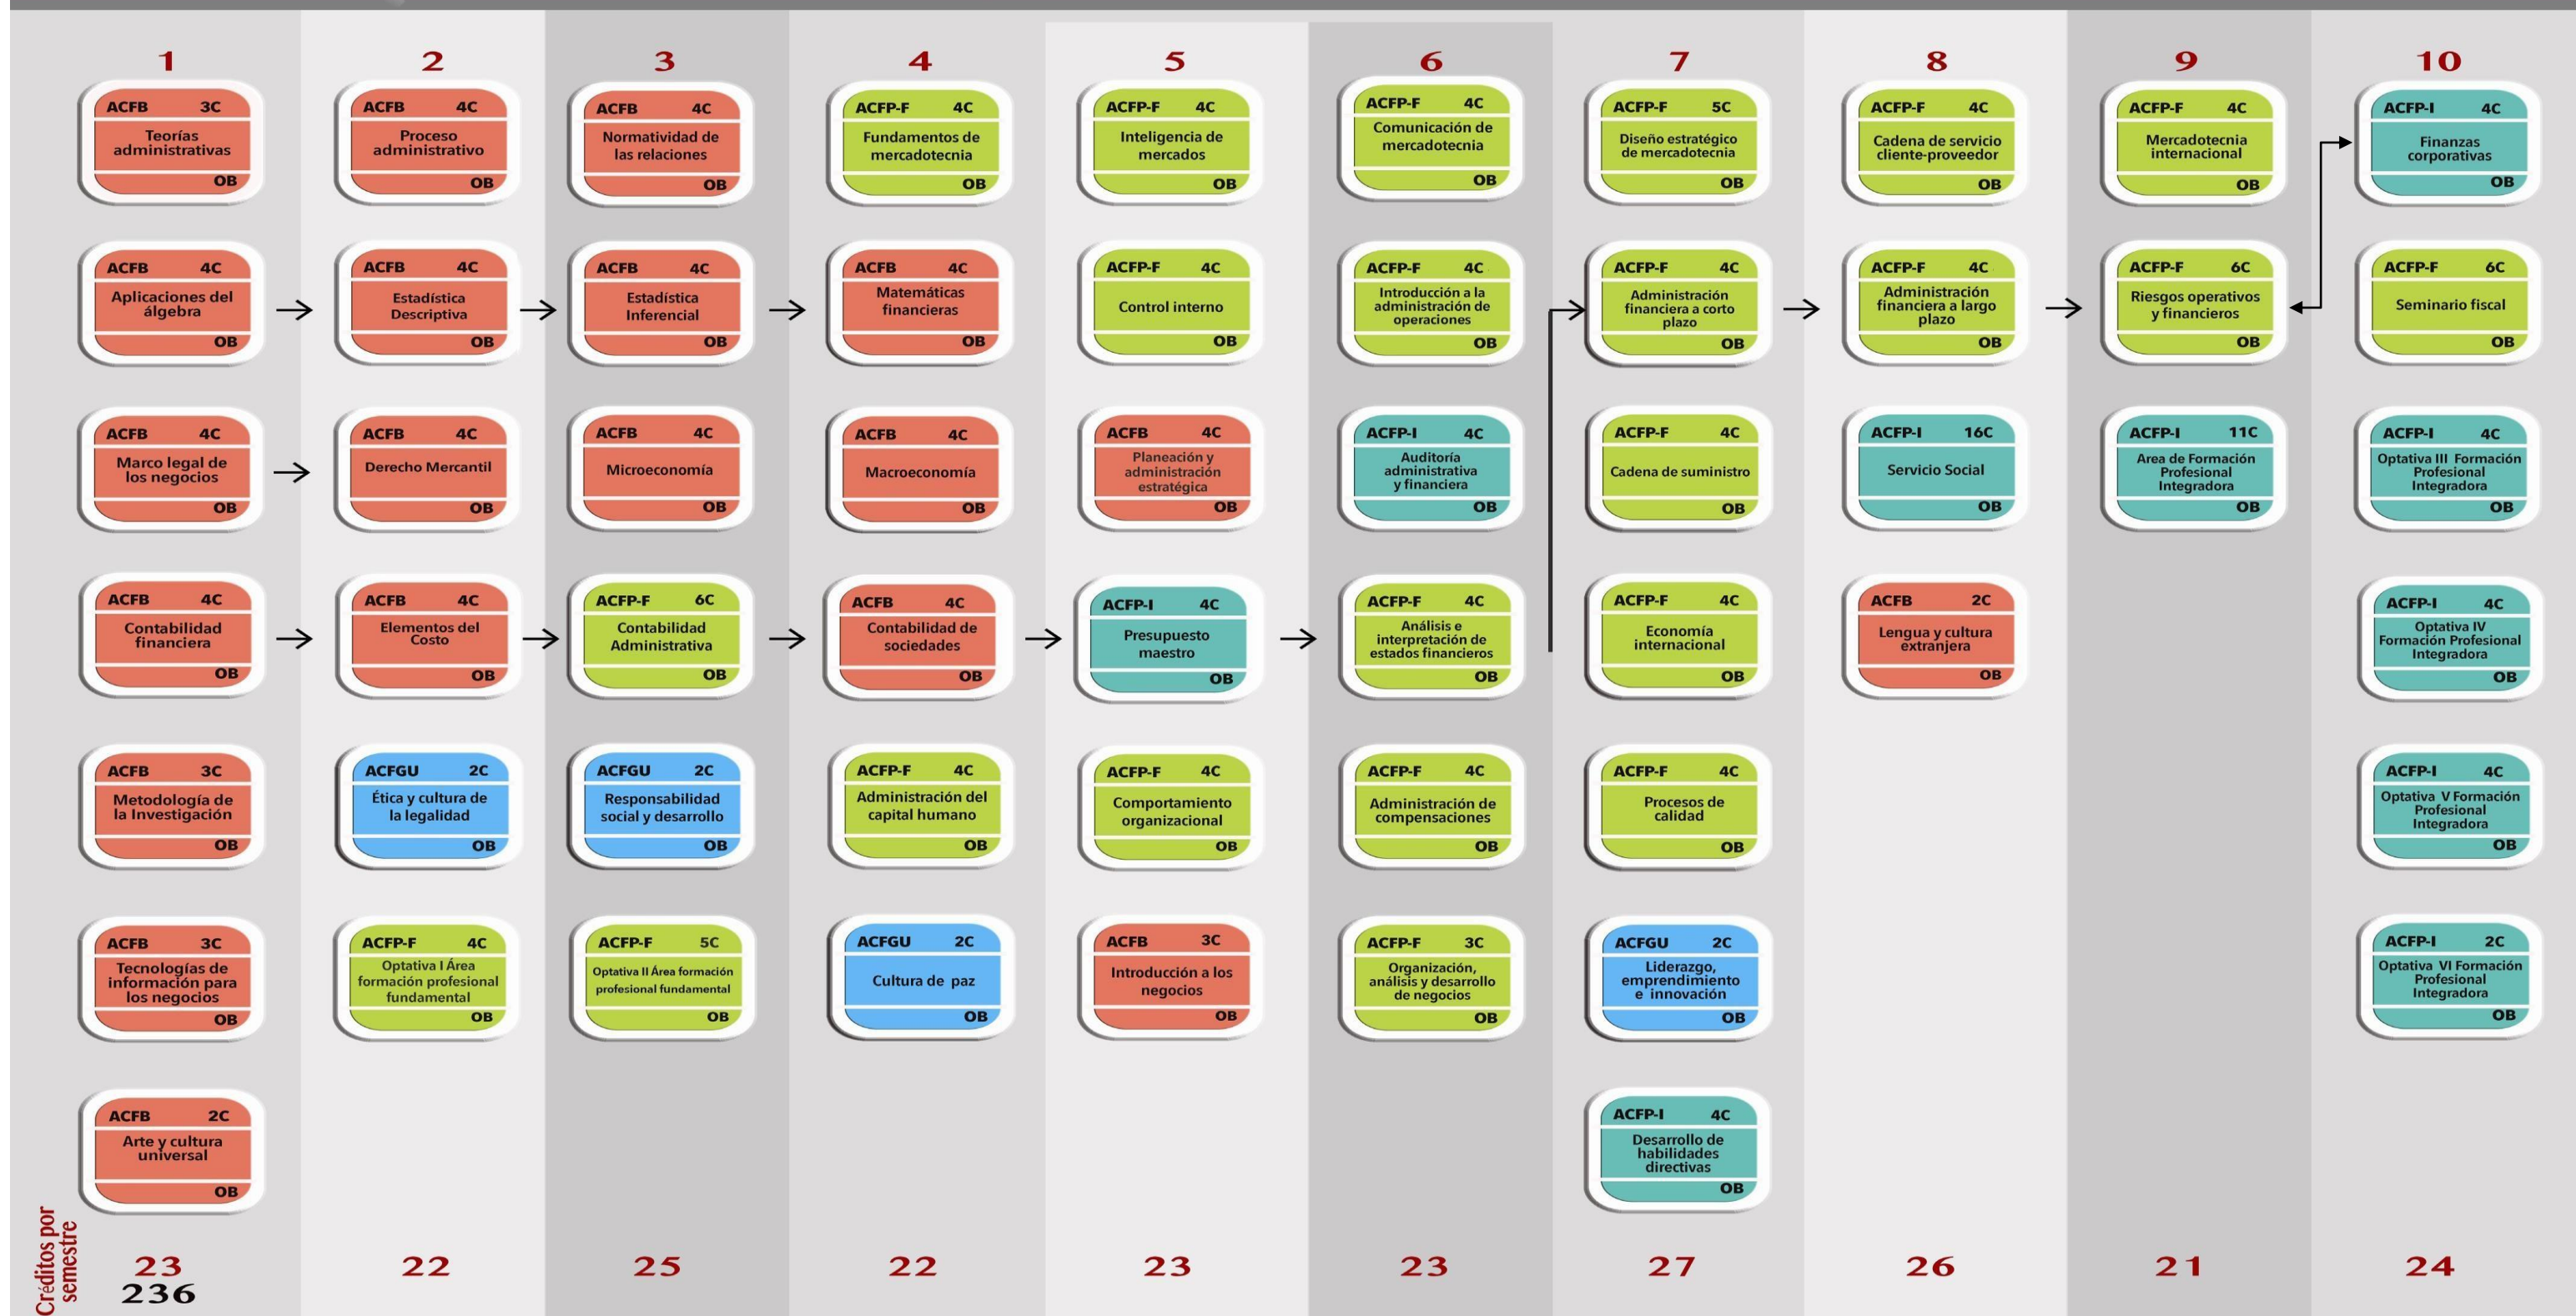 1
ACFB 3C
Teorías
administrativas
OB
ACFB 4C
Aplicaciones del
álgebra
OB
ACFB 4C
Marco legal de
los negocios
OB
ACFB 4C
Contabilidad
financiera
OB
ACFB 3C
Metodología de
la Investigación
OB
ACFB 3C
Tecnologías de
información para
los negocios
OB
ACFB 2C
Arte y cultura
universal
OB
2
ACFB 4C
Proceso
administrativo
OB
ACFB 4C
Estadística
Descriptiva
OB
ACFB 4C
Derecho Mercantil
OB
ACFB 4C
Elementos del
Costo
OB
ACFGU 2C
Ética y cultura de
la legalidad
OB
ACFP-F 4C
Optativa I Área
formación profesional
fundamental
OB
3
ACFB 4C
Normatividad de
las relaciones
OB
ACFB 4C
Estadística
Inferencial
OB
ACFB 4C
Microeconomía
OB
ACFP-F 6C
Contabilidad
Administrativa
OB
ACFGU 2C
Responsabilidad
social y desarrollo
OB
ACFP-F 5C
Optativa II Área formación
profesional fundamental
OB
4
ACFP-F 4C
Fundamentos de
mercadotecnia
OB
ACFB 4C
Matemáticas
financieras
OB
ACFB 4C
Macroeconomía
OB
ACFB 4C
Contabilidad de
sociedades
OB
ACFP-F 4C
Administración del
capital humano
OB
ACFGU 2C
Cultura de paz
OB
5
ACFP-F 4C
Inteligencia de
mercados
OB
ACFP-F 4C
Control interno
OB
ACFB 4C
Planeación y
administración
estratégica
OB
ACFP-I 4C
Presupuesto
maestro
OB
ACFP-F 4C
Comportamiento
organizacional
OB
ACFB 3C
Introducción a los
negocios
OB
6
ACFP-F 4C
Comunicación de
mercadotecnia
OB
ACFP-F 4C
Introducción a la
administración de
operaciones
OB
ACFP-I 4C
Auditoría
administrativa
y financiera
OB
ACFP-F 4C
Análisis e
interpretación de
estados financieros
OB
ACFP-F 4C
Administración de
compensaciones
OB
ACFP-F 3C
Organización,
análisis y desarrollo
de negocios
OB
7
ACFP-F 5C
Diseño estratégico
de mercadotecnia
OB
ACFP-F 4C
Administración
financiera a corto
plazo
OB
ACFP-F 4C
Cadena de suministro
OB
ACFP-F 4C
Economía
internacional
OB
ACFP-F 4C
Procesos de
calidad
OB
ACFGU 2C
Liderazgo,
emprendimiento
e innovación
OB
ACFP-I 4C
Desarrollo de
habilidades
directivas
OB
8
ACFP-F 4C
Cadena de servicio
cliente-proveedor
OB
ACFP-F 4C
Administración
financiera a largo
plazo
OB
ACFP-I 16C
Servicio Social
OB
ACFB 2C
Lengua y cultura
extranjera
OB
9
ACFP-F 4C
Mercadotecnia
internacional
OB
ACFP-F 6C
Riesgos operativos
y financieros
OB
ACFP-I 11C
Area de Formación
Profesional
Integradora
OB
10
ACFP-I 4C
Finanzas
corporativas
OB
ACFP-F 6C
Seminario fiscal
OB
ACFP-I 4C
Optativa III Formación
Profesional
Integradora
OB
ACFP-I 4C
Optativa IV
Formación Profesional
Integradora
OB
ACFP-I 4C
Optativa V Formación
Profesional
Integradora
OB
ACFP-I 2C
Optativa VI Formación
Profesional
Integradora
OB
Créditos por
semestre
23 22 25 22 23 23 27 26 21 24
236